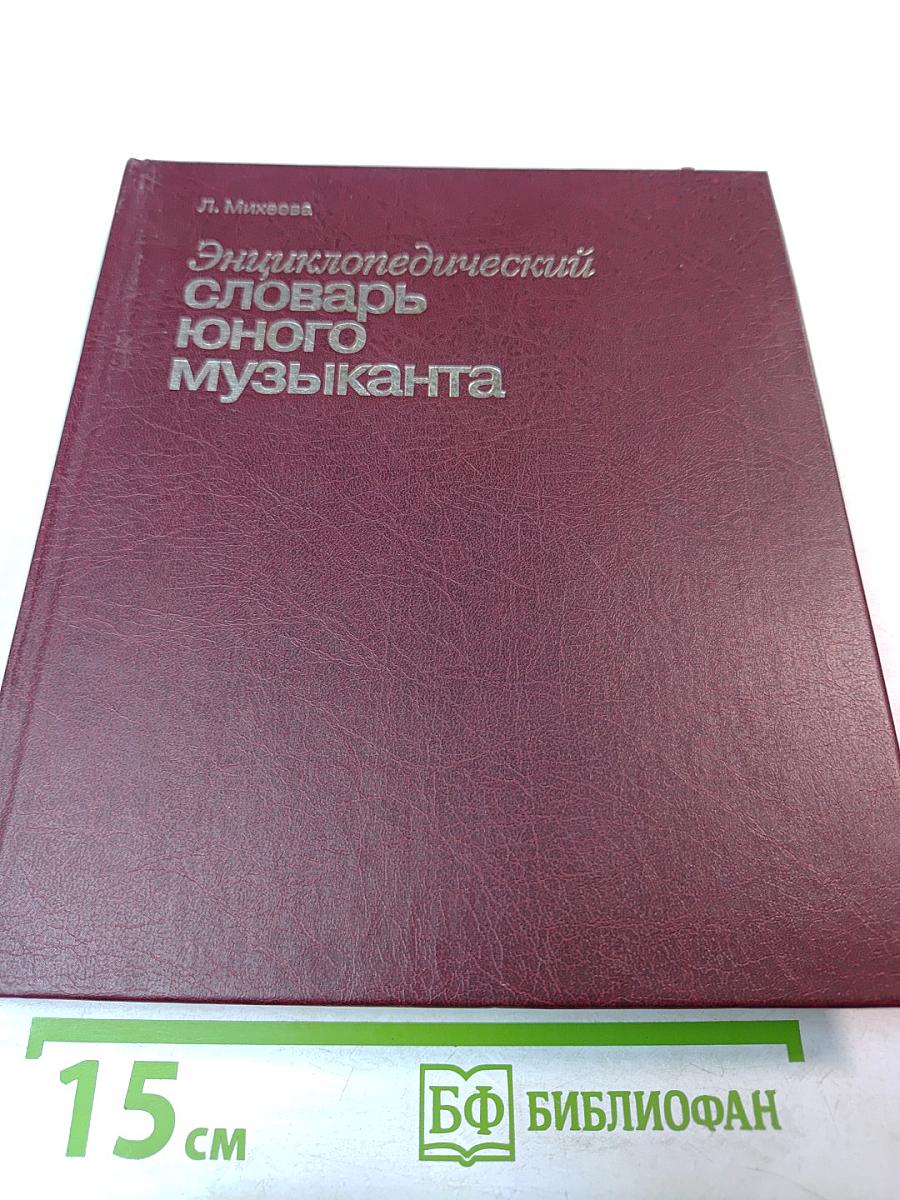 Л. Михеева
Энциклопедический
словарь
юного
музыканта
15 см
БФ БИБЛИОФАН